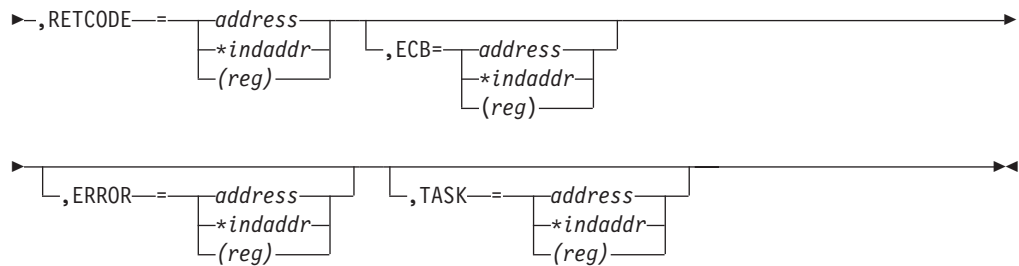 ,RETCODE = address ,ECB= address
*indaddr *indaddr
(reg) (reg)
,ERROR = address ,TASK = address
*indaddr *indaddr
(reg) (reg)